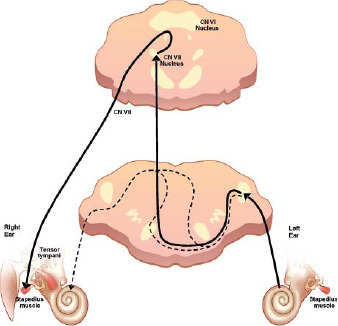 CN VI
Nucleus
CN VII
Nucleus
CN VII
Right
Ear
Tensor
tympani
Stapedius
muscle
Left
Ear
Stapedius
muscle